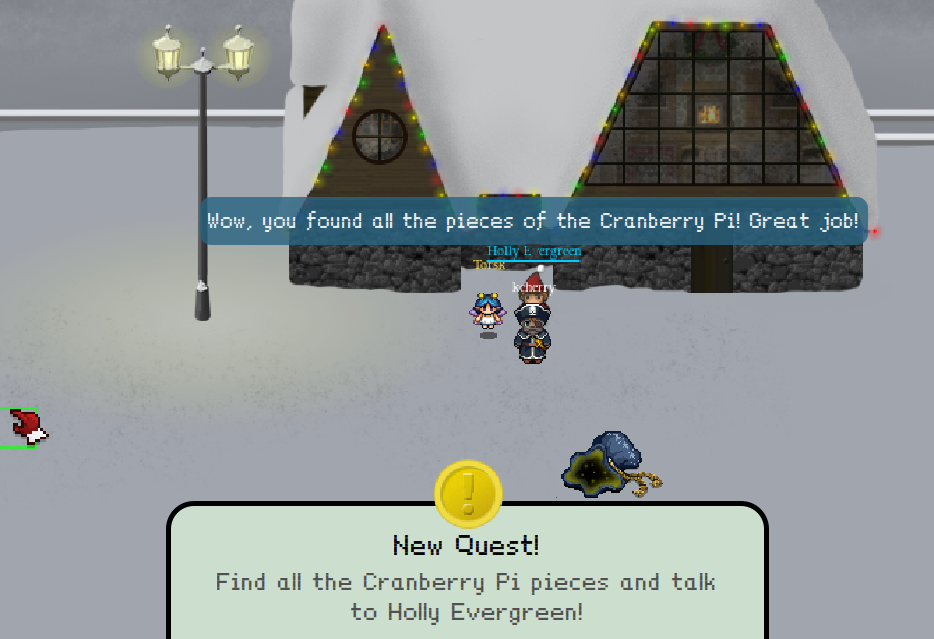 Wow, you found all the pieces of the Cranberry Pi! Great job!
Holly Evergreen
kcherry
New Quest!
Find all the Cranberry Pi pieces and talk
to Holly Evergreen!